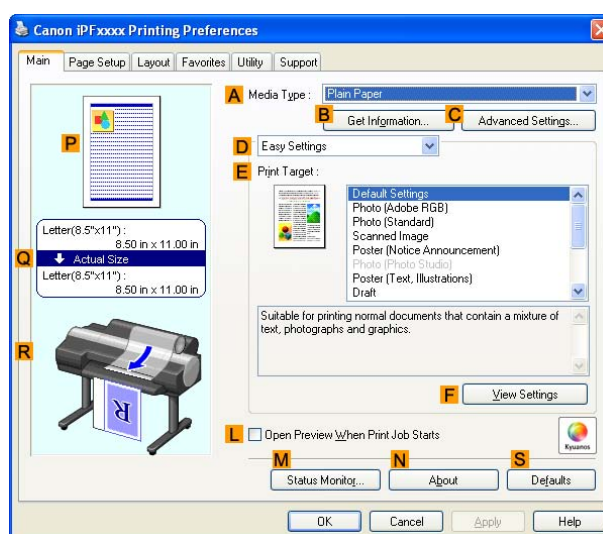 Canon iPFxxxx Printing Preferences
Main Page Setup Layout Favorites Utility Support
A Media Type : Plain Paper
B Get Information... C Advanced Settings...
D Easy Settings
E Print Target :
Default Settings
Photo (Adobe RGB)
Photo (Standard)
Scanned Image
Poster (Notice Announcement)
Photo (Photo Studio)
Poster (Text, Illustrations)
Draft
Suitable for printing normal documents that contain a mixture of
text, photographs and graphics.
F View Settings
P
Letter(8.5"x11") :
8.50 in x 11.00 in
Q Actual Size
Letter(8.5"x11") :
8.50 in x 11.00 in
R
R
L Open Preview When Print Job Starts
Kyuanos
M N S
Status Monitor... About Defaults
OK Cancel Apply Help